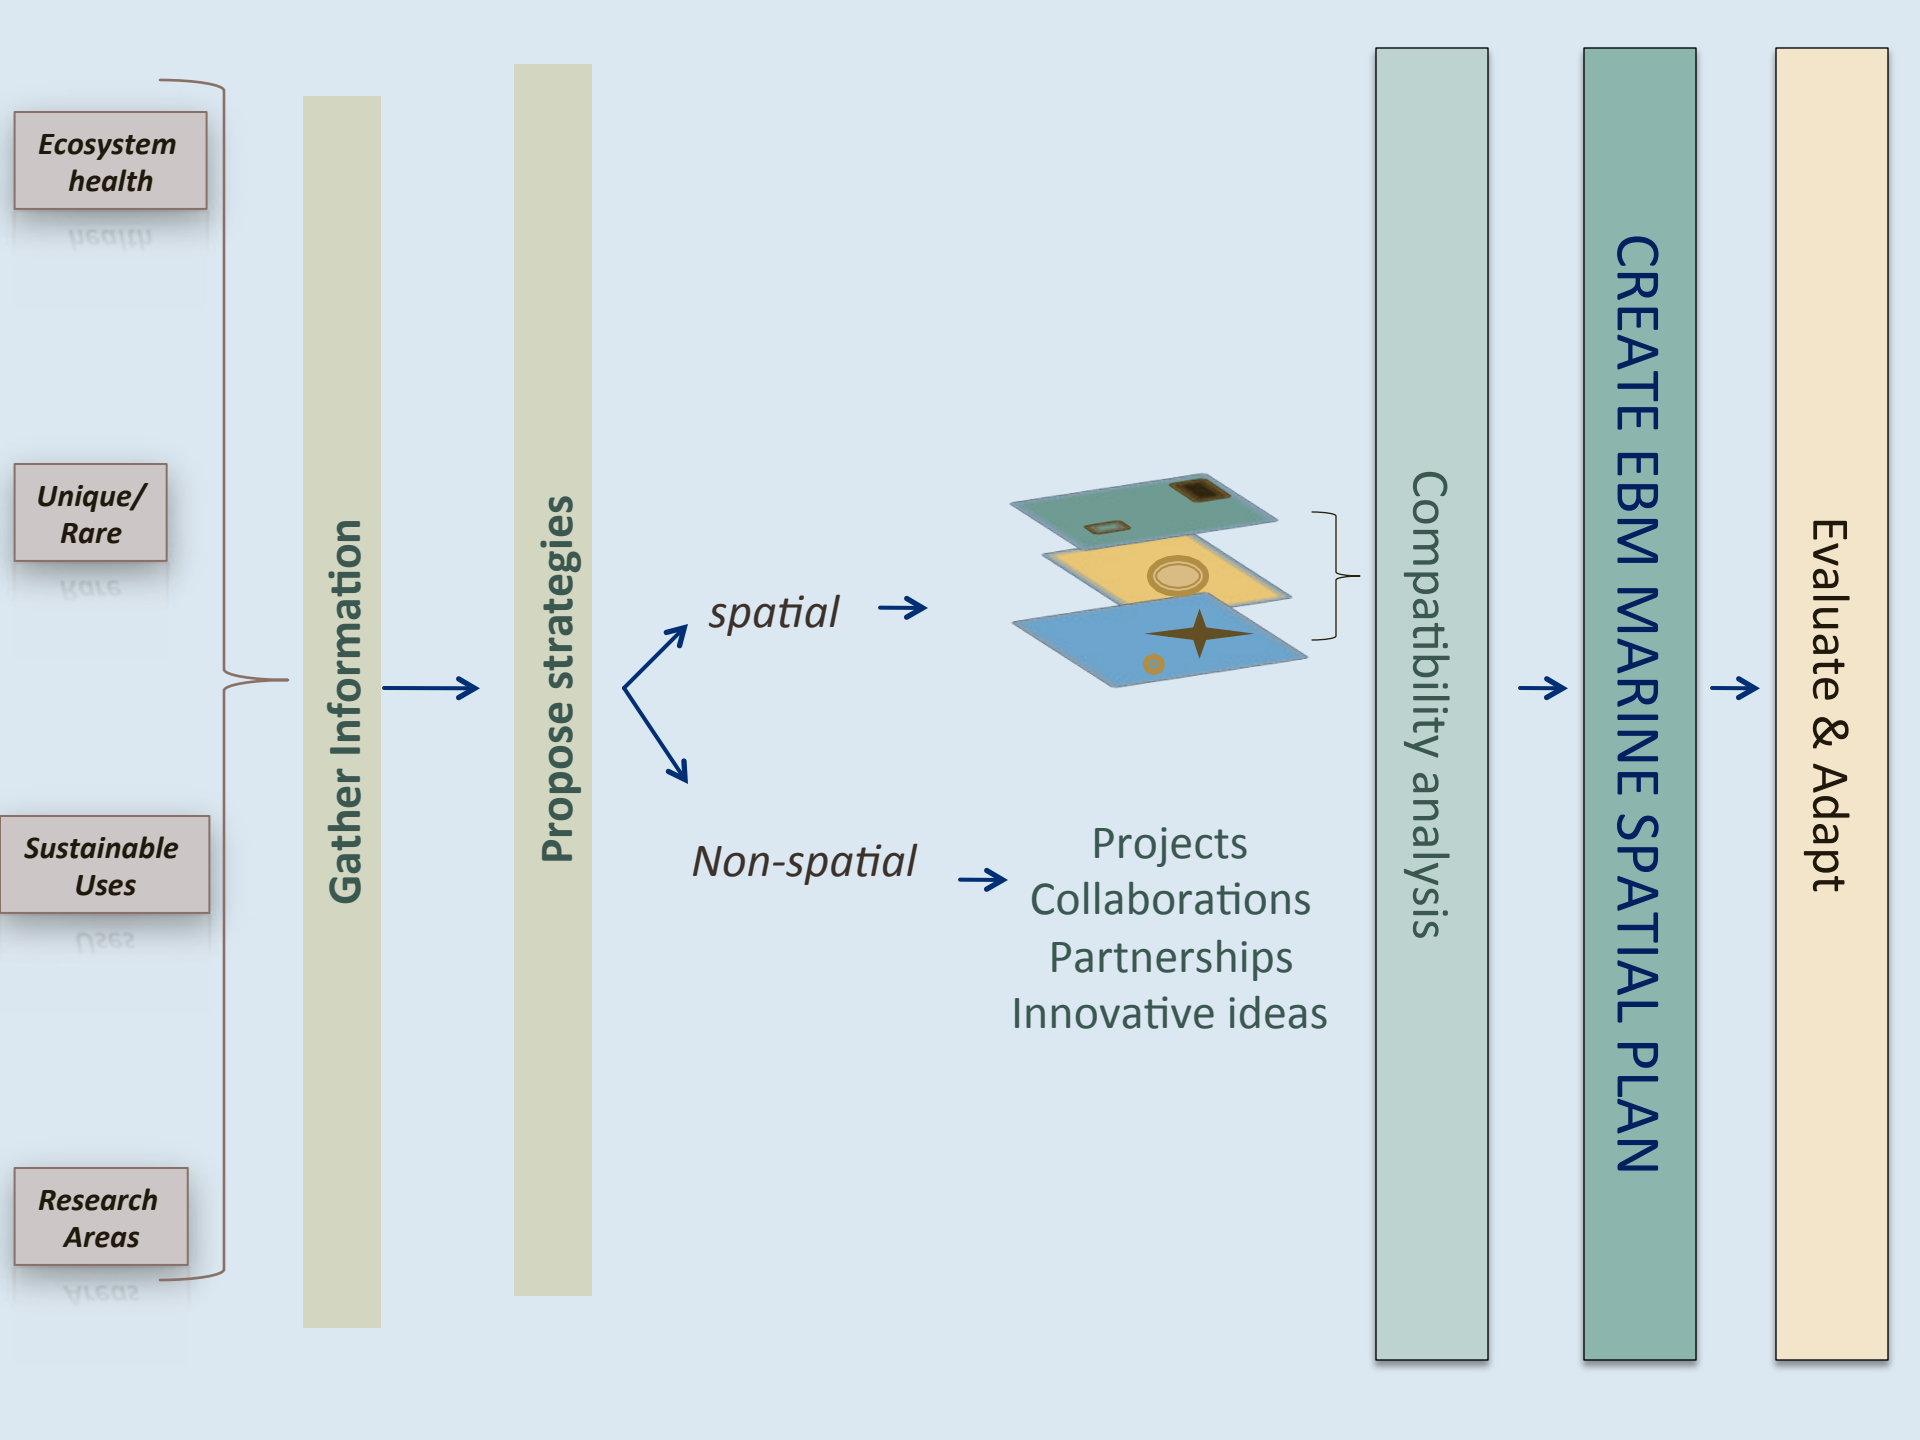 Ecosystem
health
Unique/
Rare
Sustainable
Uses
Research
Areas
Gather Information
Propose strategies
spatial
Non-spatial
Projects
Collaborations
Partnerships
Innovative ideas
Compatibility analysis
CREATE EBM MARINE SPATIAL PLAN
Evaluate & Adapt